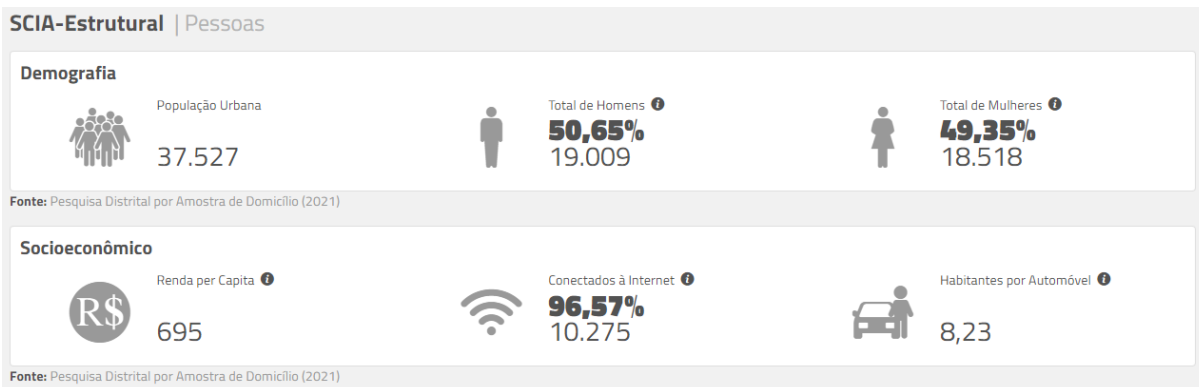 SCIA-Estrutural | Pessoas
Demografia
População Urbana
37.527
Total de Homens i
50,65%
19.009
Total de Mulheres i
49,35%
18.518
Fonte: Pesquisa Distrital por Amostra de Domicílio (2021)
Socioeconômico
R$
Renda per Capita i
695
Conectados à Internet i
96,57%
10.275
Habitantes por Automóvel i
8,23
Fonte: Pesquisa Distrital por Amostra de Domicílio (2021)